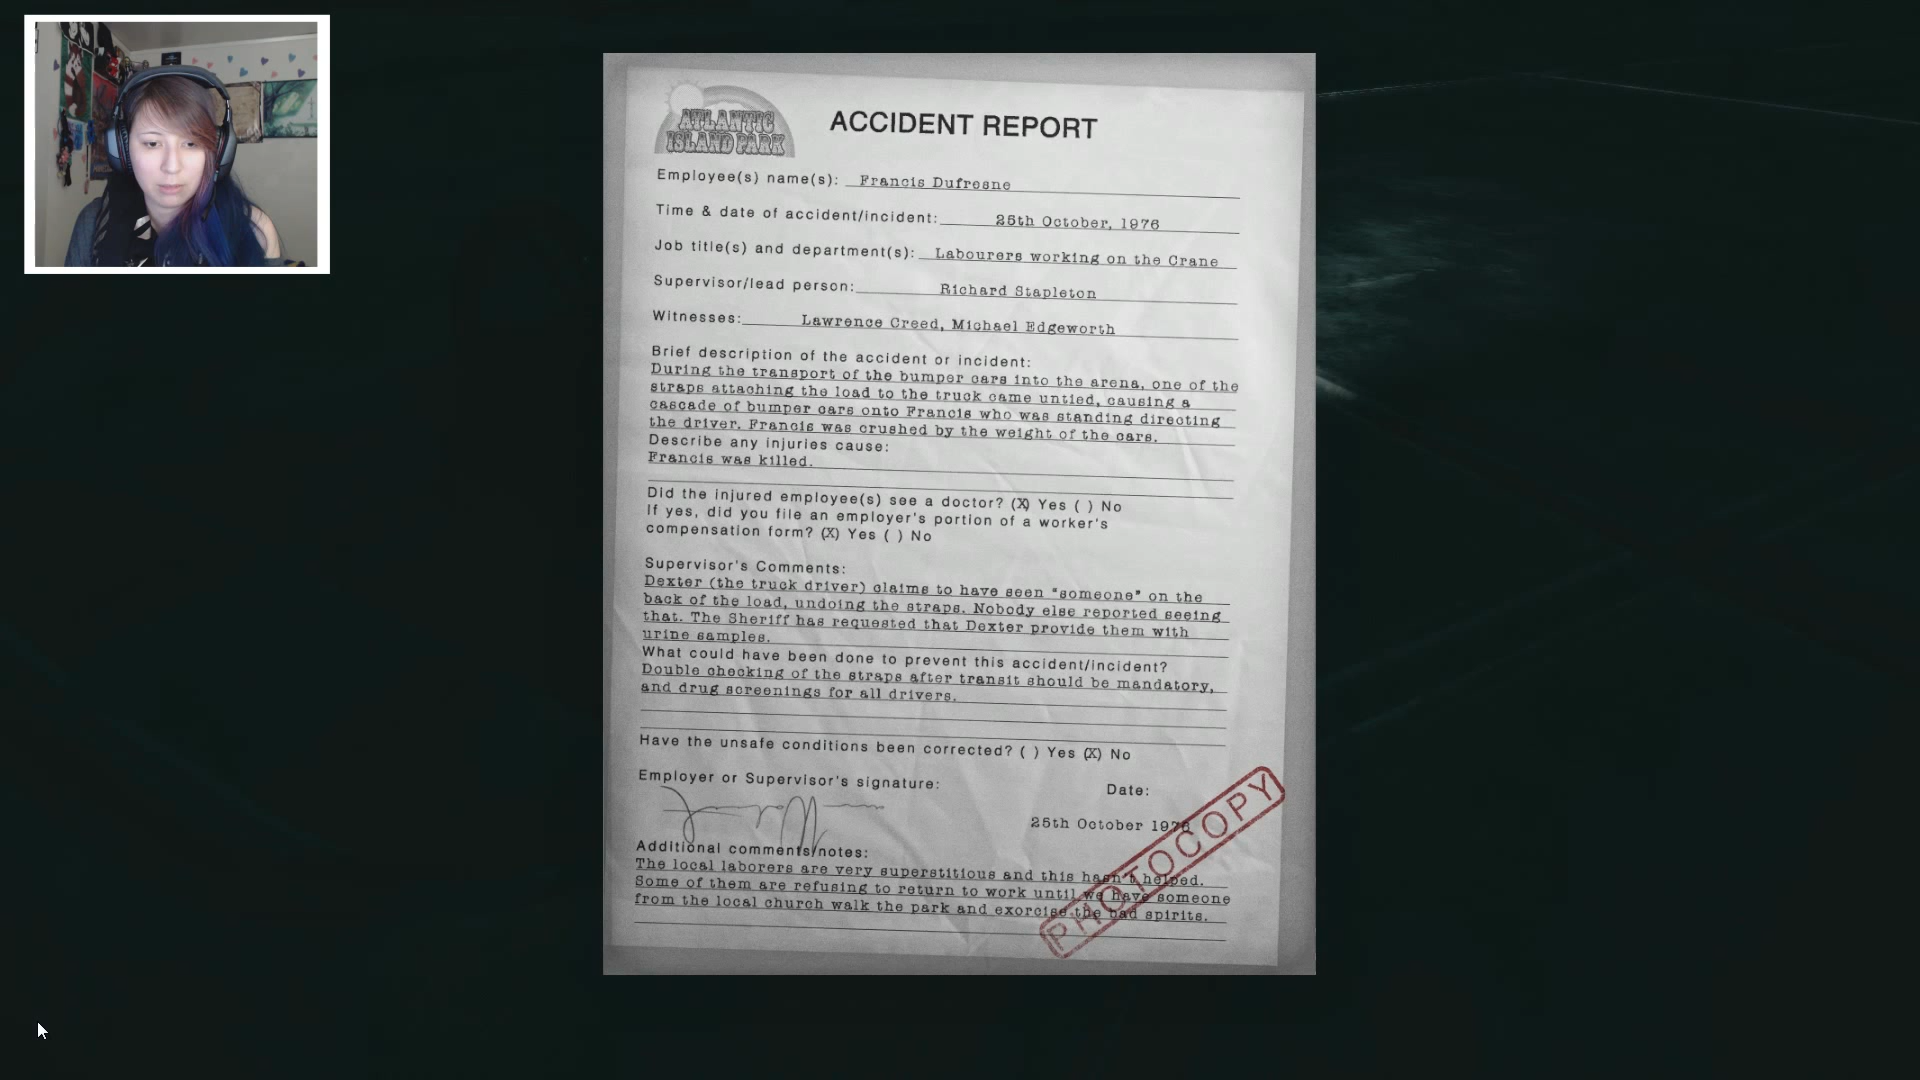 ATLANTIC
ISLAND PARK
ACCIDENT REPORT
Employee(s) name(s): Francis Dufresne
Time & date of accident/incident: 25th October, 1976
Job title(s) and department(s): Labourers working on the Crane
Supervisor/lead person: Richard Stapleton
Witnesses: Lawrence Creed, Michael Edgeworth
Brief description of the accident or incident:
During the transport of the bumper cars into the arena, one of the
straps attaching the load to the truck came untied, causing a
cascade of bumper cars onto Francis who was standing directing
the driver. Francis was crushed by the weight of the cars.
Describe any injuries cause:
Francis was killed.
Did the injured employee(s) see a doctor? (X) Yes ( ) No
If yes, did you file an employer's portion of a worker's
compensation form? (X) Yes ( ) No
Supervisor's Comments:
Dexter (the truck driver) claims to have seen "someone" on the
back of the load, undoing the straps. Nobody else reported seeing
that. The Sheriff has requested that Dexter provide them with
urine samples.
What could have been done to prevent this accident/incident?
Double checking of the straps after transit should be mandatory,
and drug screenings for all drivers.
Have the unsafe conditions been corrected? ( ) Yes (X) No
Employer or Supervisor's signature:
Date:
25th October 1976
Additional comments/notes:
The local laborers are very superstitious and this hasn't helped.
Some of them are refusing to return to work until we have someone
from the local church walk the park and exorcise the bad spirits.
PHOTOCOPY